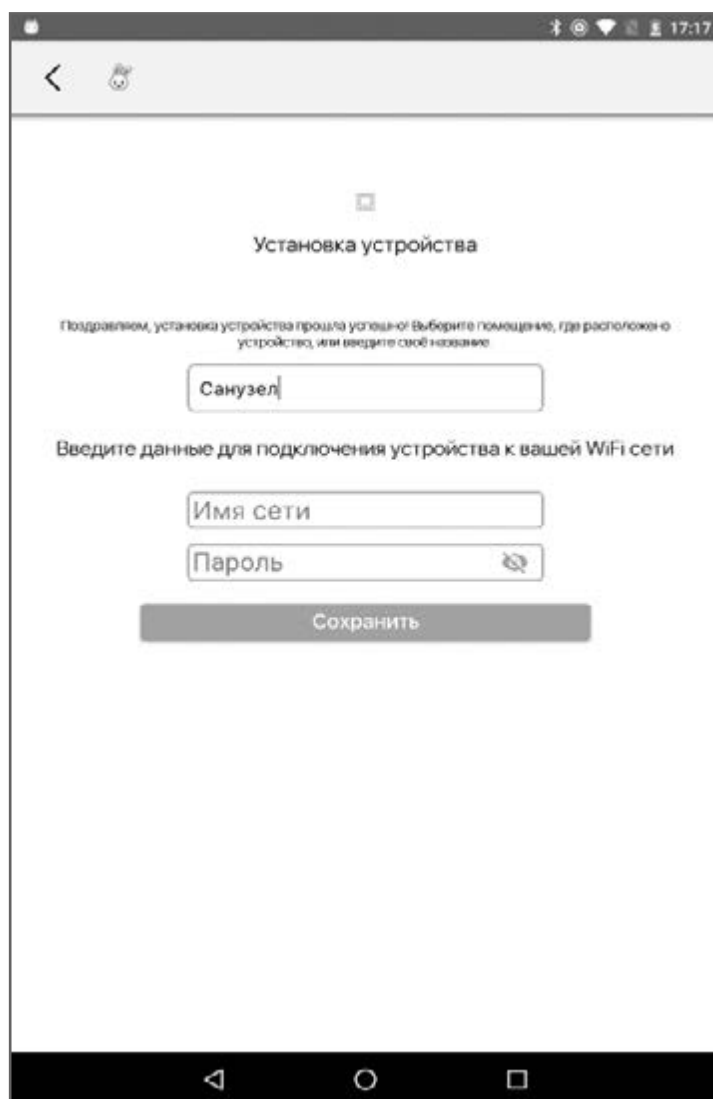 17:17
Установка устройства
Поздравляем, установка устройства прошла успешно! Выберите помещение, где расположено
устройство, или введите своё название
Санузел
Введите данные для подключения устройства к вашей WiFi сети
Имя сети
Пароль
Сохранить